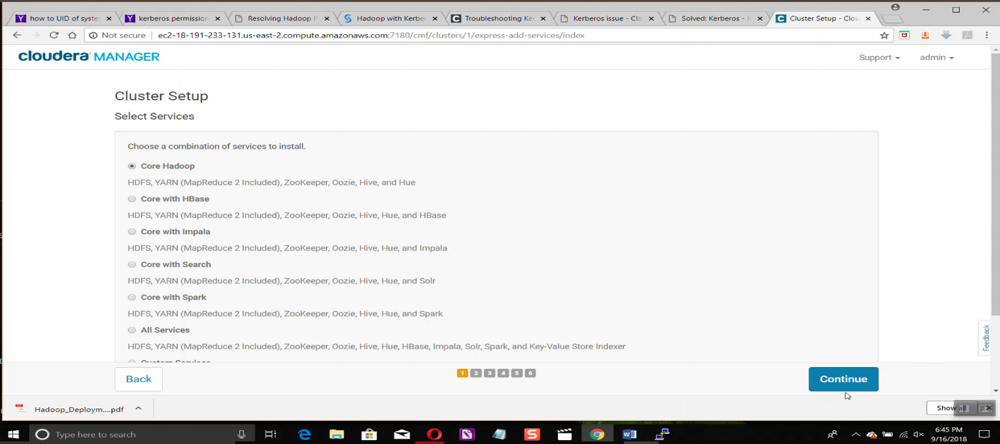 how to UID of syste
kerberos permission
Resolving Hadoop P
Hadoop with Kerbe
Troubleshooting Ke
Kerberos issue - Clo
Solved: Kerberos - I
Cluster Setup - Clou
Not secure
ec2-18-191-233-131.us-east-2.compute.amazonaws.com:7180/cmf/clusters/1/express-add-services/index
cloudera MANAGER
Support
admin
Cluster Setup
Select Services
Choose a combination of services to install.
Core Hadoop
HDFS, YARN (MapReduce 2 Included), ZooKeeper, Oozie, Hive, and Hue
Core with HBase
HDFS, YARN (MapReduce 2 Included), ZooKeeper, Oozie, Hive, Hue, and HBase
Core with Impala
HDFS, YARN (MapReduce 2 Included), ZooKeeper, Oozie, Hive, Hue, and Impala
Core with Search
HDFS, YARN (MapReduce 2 Included), ZooKeeper, Oozie, Hive, Hue, and Solr
Core with Spark
HDFS, YARN (MapReduce 2 Included), ZooKeeper, Oozie, Hive, Hue, and Spark
All Services
HDFS, YARN (MapReduce 2 Included), ZooKeeper, Oozie, Hive, Hue, HBase, Impala, Solr, Spark, and Key-Value Store Indexer
Custom Services
Feedback
Back
1 2 3 4 5 6
Continue
Hadoop_Deploym....pdf
Show all
Type here to search
6:45 PM
9/16/2018